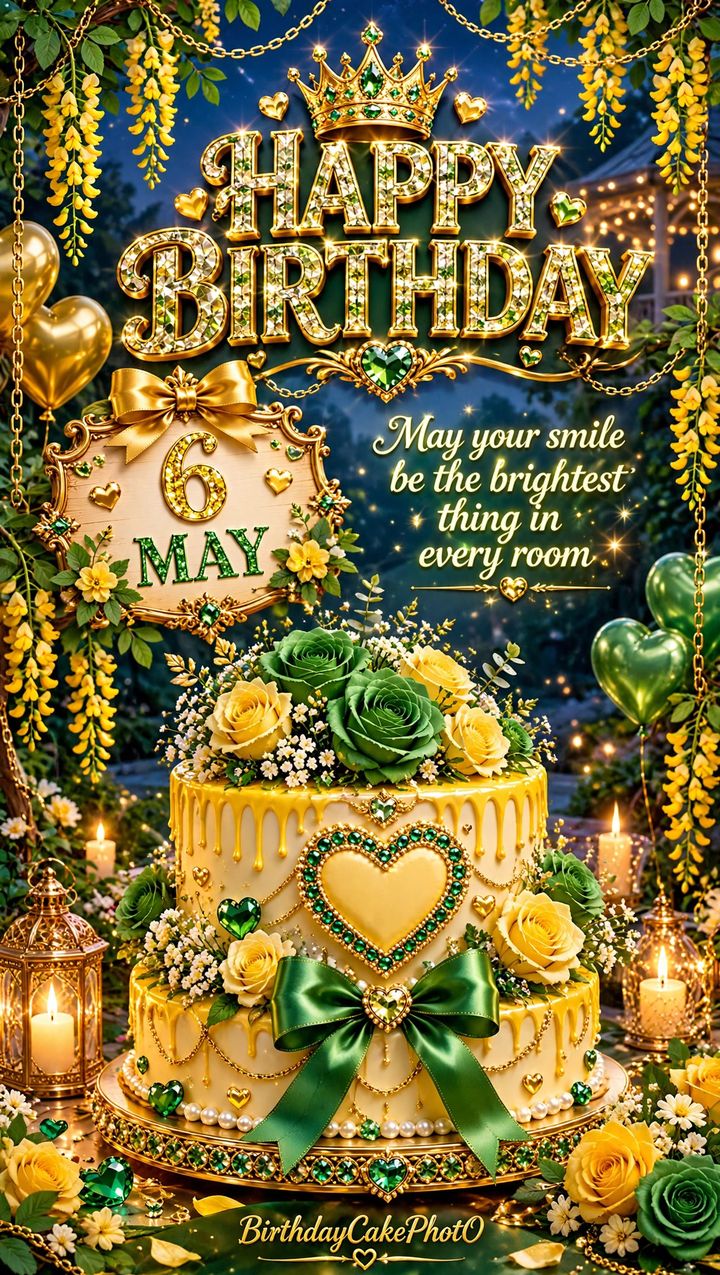 HAPPY
BIRTHDAY
6
MAY
May your smile
be the brightest
thing in
every room
BirthdayCakePhotO